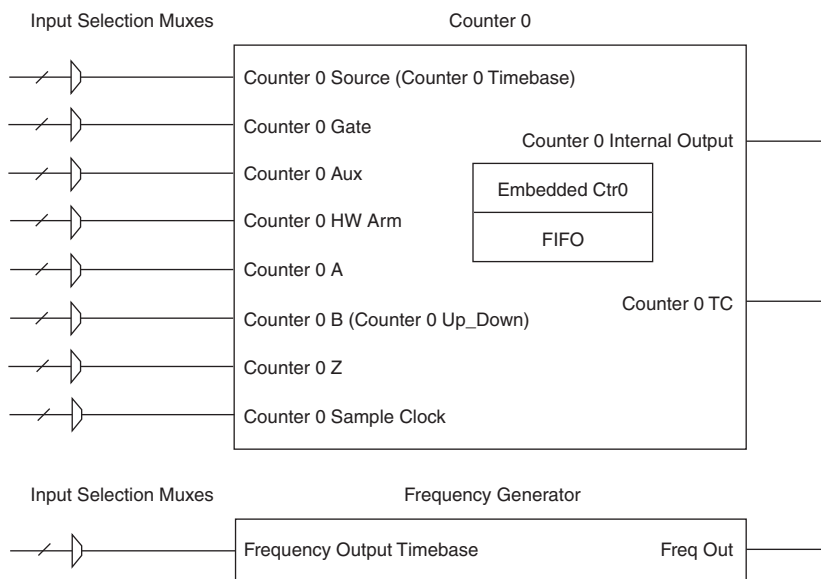 Input Selection Muxes
Counter 0
Counter 0 Source (Counter 0 Timebase)
Counter 0 Gate
Counter 0 Internal Output
Counter 0 Aux
Embedded Ctr0
Counter 0 HW Arm
FIFO
Counter 0 A
Counter 0 TC
Counter 0 B (Counter 0 Up_Down)
Counter 0 Z
Counter 0 Sample Clock
Input Selection Muxes
Frequency Generator
Frequency Output Timebase
Freq Out